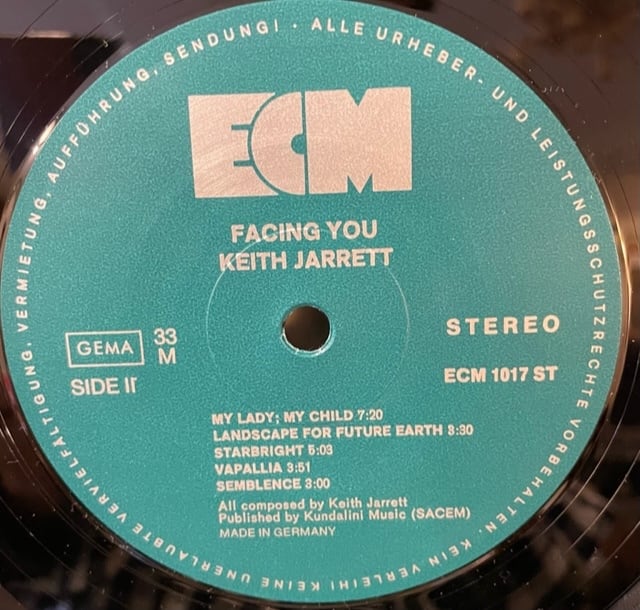 ALLE URHEBER- UND LEISTUNGSSCHUTZRECHTE VORBEHALTEN. KEIN VERLEIH! KEINE UNERLAUBTE VERVIELFÄLTIGUNG, VERMIETUNG, AUFFÜHRUNG, SENDUNG! ·
ECM
FACING YOU
KEITH JARRETT
GEMA
33
M
SIDE II
STEREO
ECM 1017 ST
MY LADY; MY CHILD 7:20
LANDSCAPE FOR FUTURE EARTH 3:30
STARBRIGHT 5:03
VAPALLIA 3:51
SEMBLENCE 3:00
All composed by Keith Jarrett
Published by Kundalini Music (SACEM)
MADE IN GERMANY